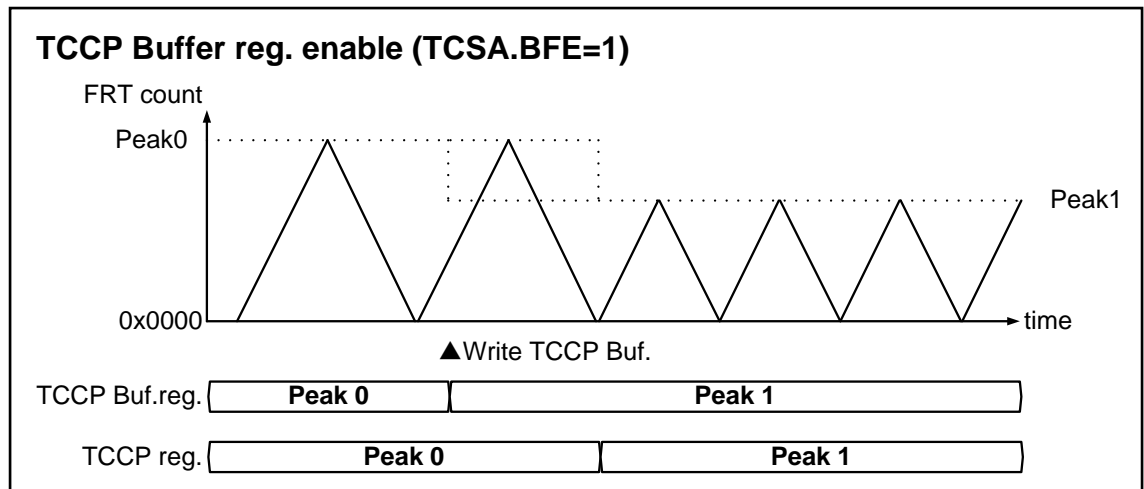 TCCP Buffer reg. enable (TCSA.BFE=1)
FRT count
Peak0
Peak1
0x0000
time
▲Write TCCP Buf.
TCCP Buf.reg. Peak 0 Peak 1
TCCP reg. Peak 0 Peak 1